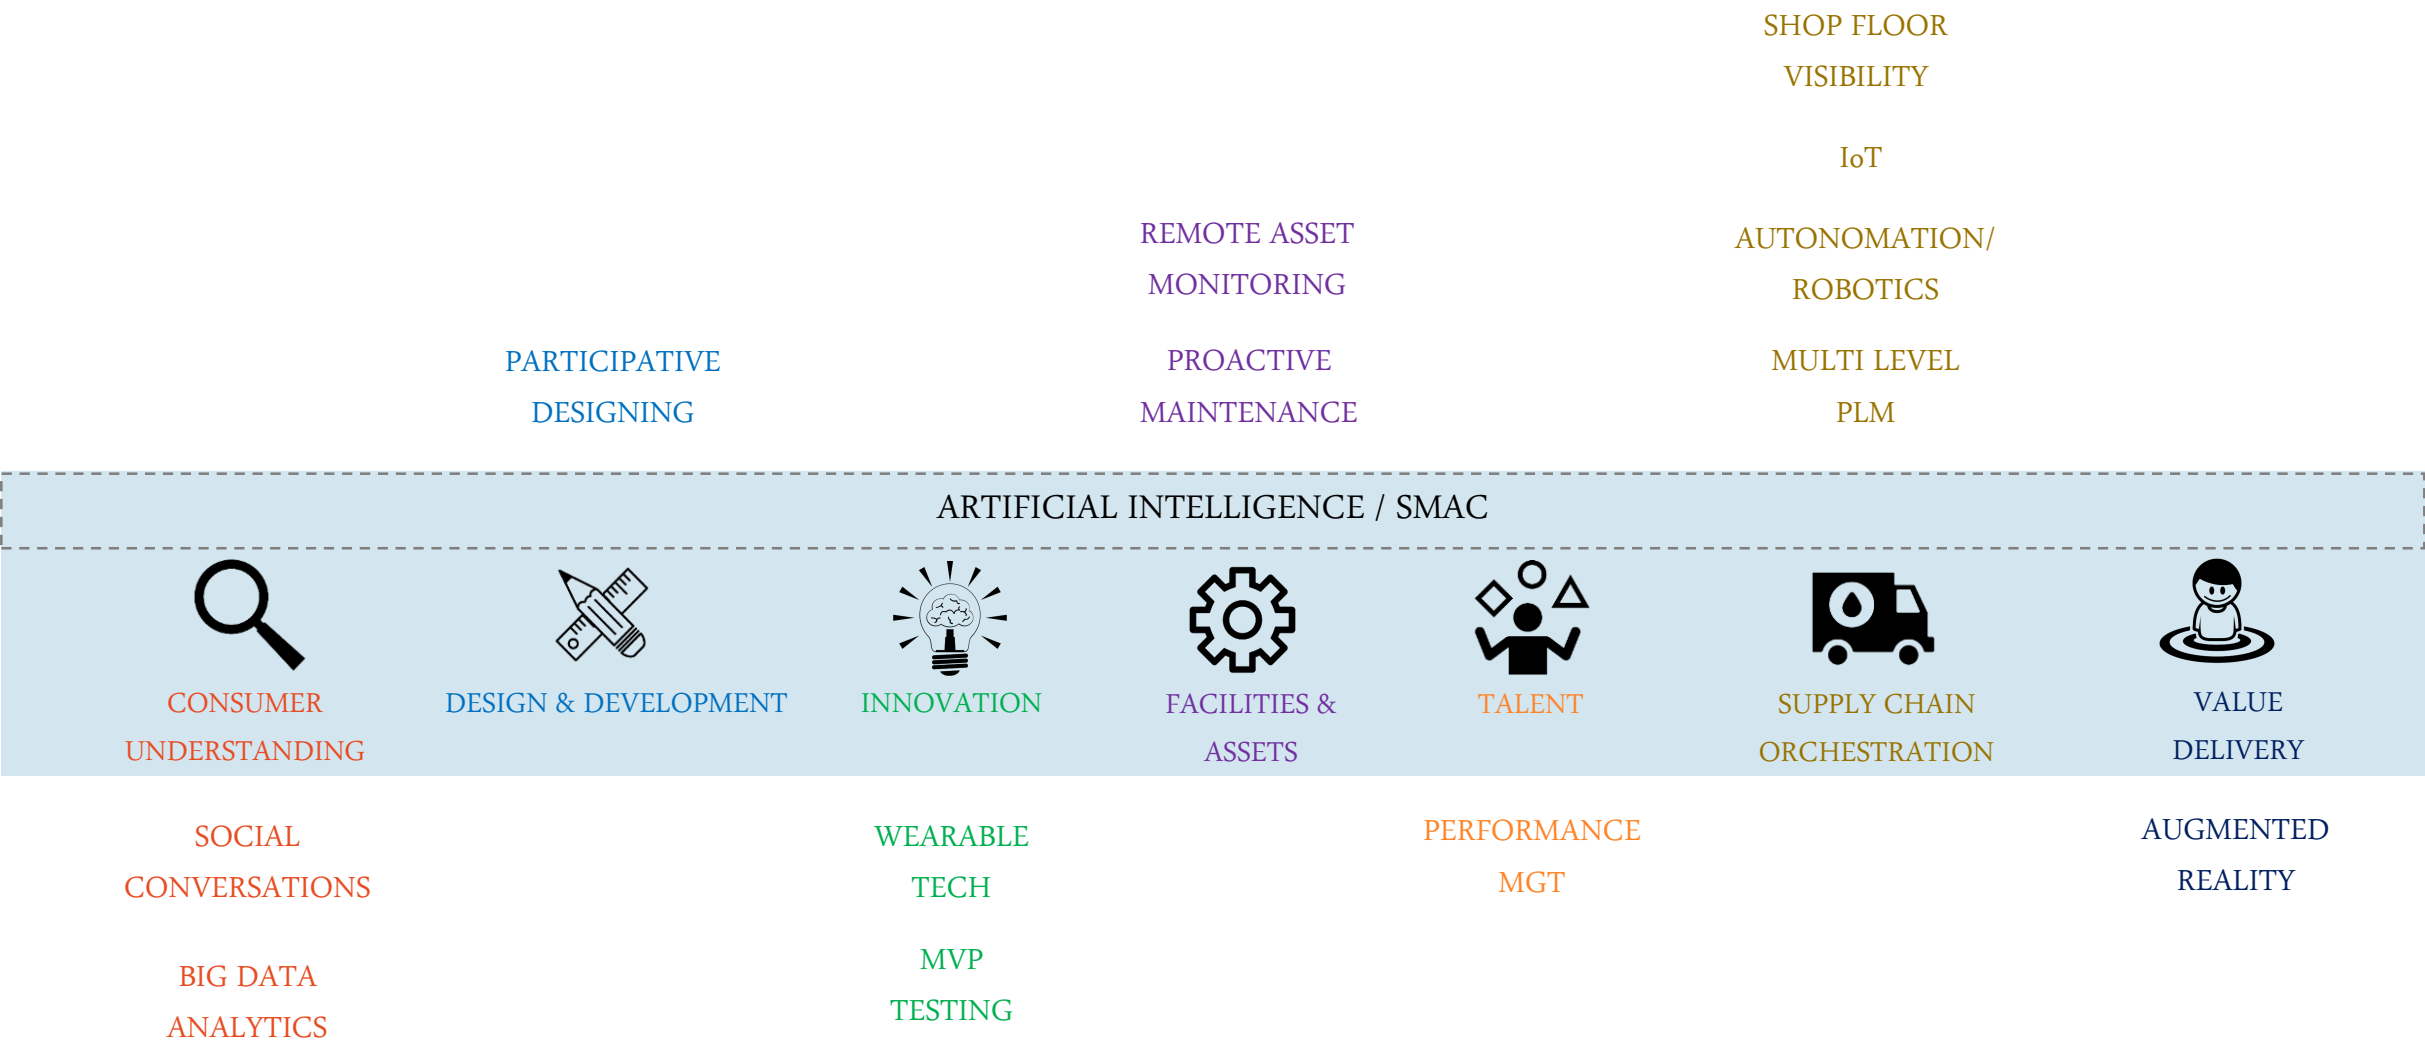 SHOP FLOOR
VISIBILITY
IoT
REMOTE ASSET
MONITORING
AUTONOMATION/
ROBOTICS
PARTICIPATIVE
DESIGNING
PROACTIVE
MAINTENANCE
MULTI LEVEL
PLM
ARTIFICIAL INTELLIGENCE / SMAC
CONSUMER
UNDERSTANDING
DESIGN & DEVELOPMENT
INNOVATION
FACILITIES &
ASSETS
TALENT
SUPPLY CHAIN
ORCHESTRATION
VALUE
DELIVERY
SOCIAL
CONVERSATIONS
BIG DATA
ANALYTICS
WEARABLE
TECH
MVP
TESTING
PERFORMANCE
MGT
AUGMENTED
REALITY